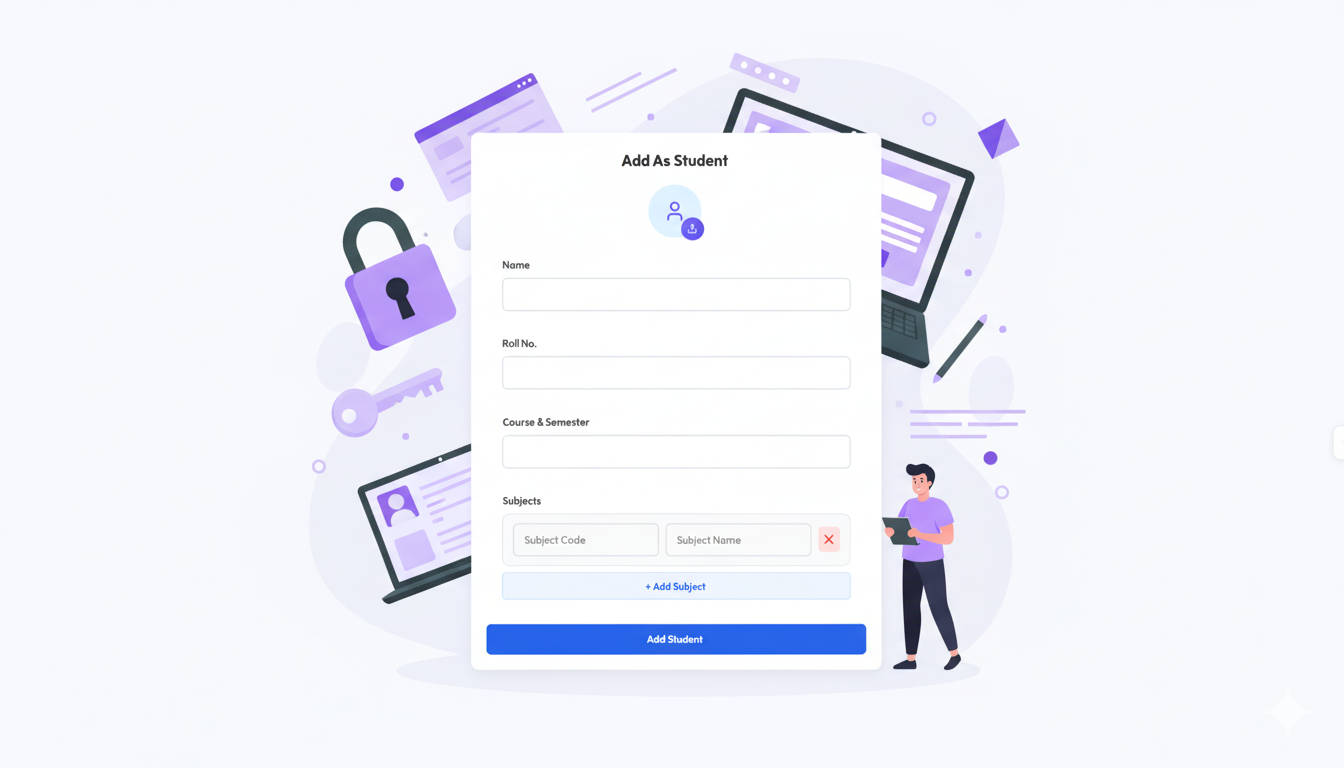 Add As Student
Name
Roll No.
Course & Semester
Subjects
Subject Code
Subject Name
+ Add Subject
Add Student